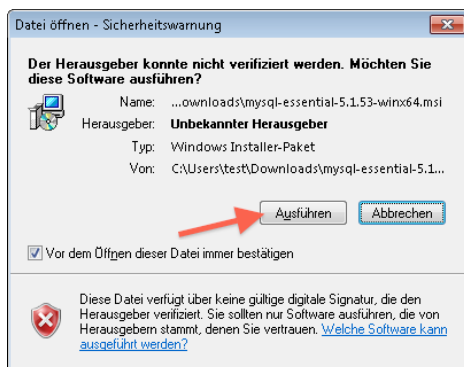 Datei öffnen - Sicherheitswarnung
Der Herausgeber konnte nicht verifiziert werden. Möchten Sie
diese Software ausführen?
Name: ...ownloads\mysql-essential-5.1.53-winx64.msi
Herausgeber: Unbekannter Herausgeber
Typ: Windows Installer-Paket
Von: C:\Users\test\Downloads\mysql-essential-5.1...
Ausführen Abbrechen
Vor dem Öffnen dieser Datei immer bestätigen
Diese Datei verfügt über keine gültige digitale Signatur, die den
Herausgeber verifiziert. Sie sollten nur Software ausführen, die von
Herausgebern stammt, denen Sie vertrauen. Welche Software kann
ausgeführt werden?